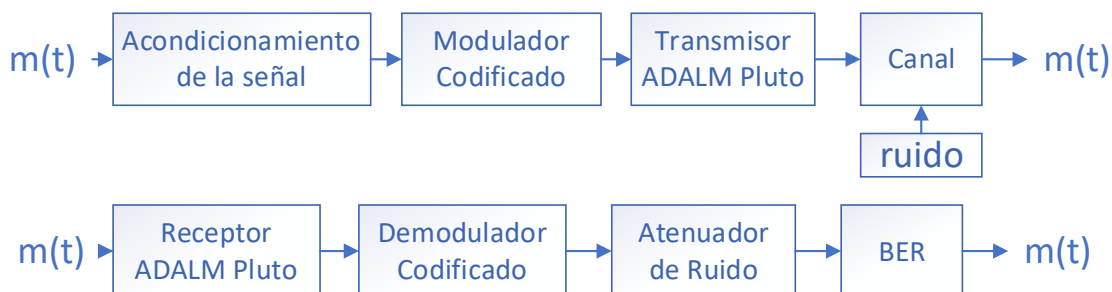 m(t)
Acondicionamiento
de la señal
Modulador
Codificado
Transmisor
ADALM Pluto
Canal
m(t)
ruido
m(t)
Receptor
ADALM Pluto
Demodulador
Codificado
Atenuador
de Ruido
BER
m(t)